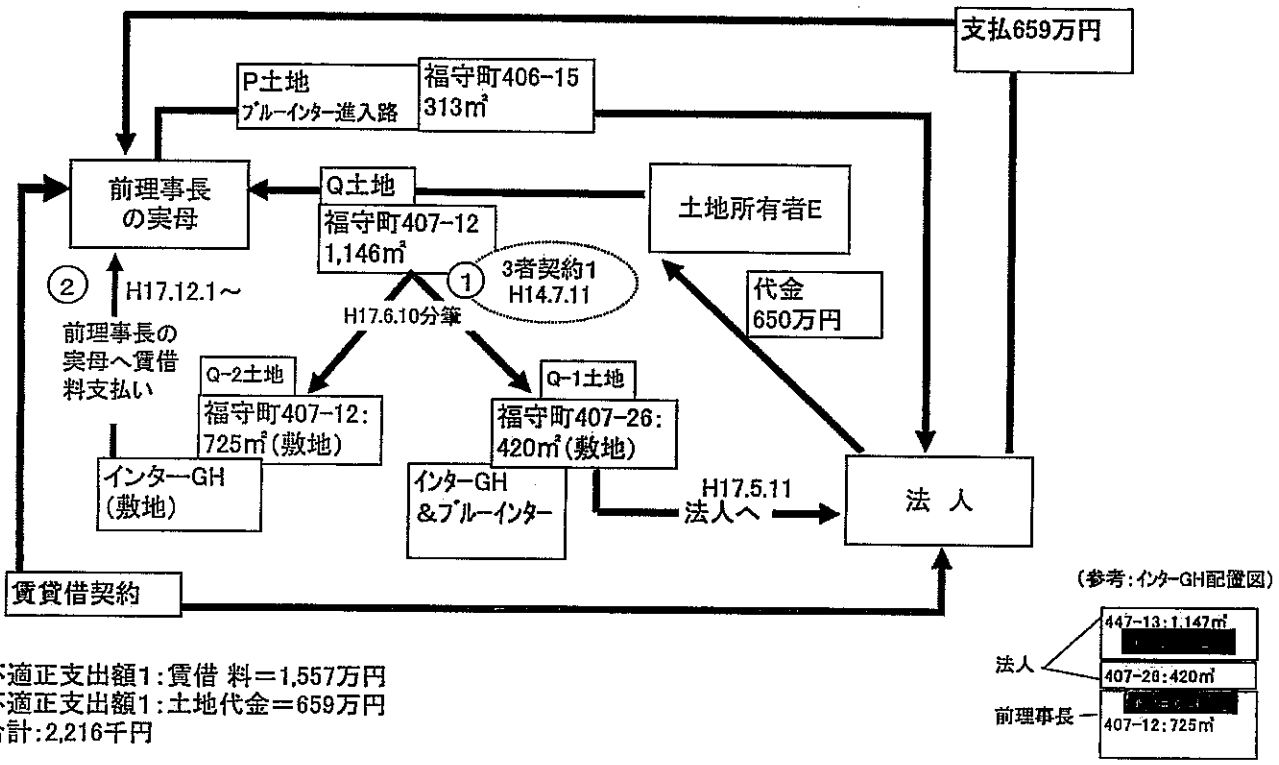 支払659万円
P土地
ブルーインター進入路
福守町406-15
313㎡
前理事長
の実母
Q土地
福守町407-12
1,146㎡
土地所有者E
①
3者契約1
H14.7.11
代金
650万円
②
H17.12.1～
前理事長の
実母へ賃借
料支払い
H17.6.10分筆
Q-2土地
福守町407-12:
725㎡(敷地)
インターGH
(敷地)
Q-1土地
福守町407-26:
420㎡(敷地)
インターGH
&ブルーインター
H17.5.11
法人へ
法 人
賃貸借契約
(参考:インターGH配置図)
447-13:1,147㎡
法人
407-26:420㎡
前理事長
407-12:725㎡
不適正支出額1:賃借 料=1,557万円
不適正支出額1:土地代金=659万円
合計:2,216千円